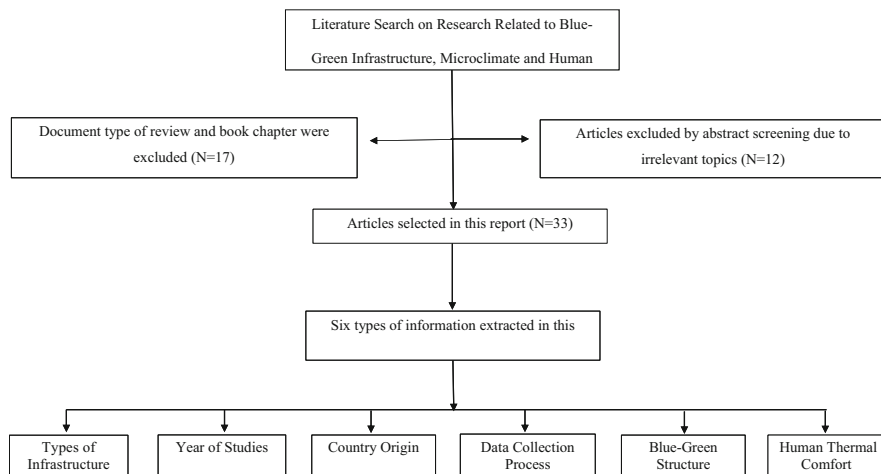 Literature Search on Research Related to Blue-
Green Infrastructure, Microclimate and Human
Document type of review and book chapter were
excluded (N=17)
Articles excluded by abstract screening due to
irrelevant topics (N=12)
Articles selected in this report (N=33)
Six types of information extracted in this
Types of
Infrastructure
Year of Studies
Country Origin
Data Collection
Process
Blue-Green
Structure
Human Thermal
Comfort